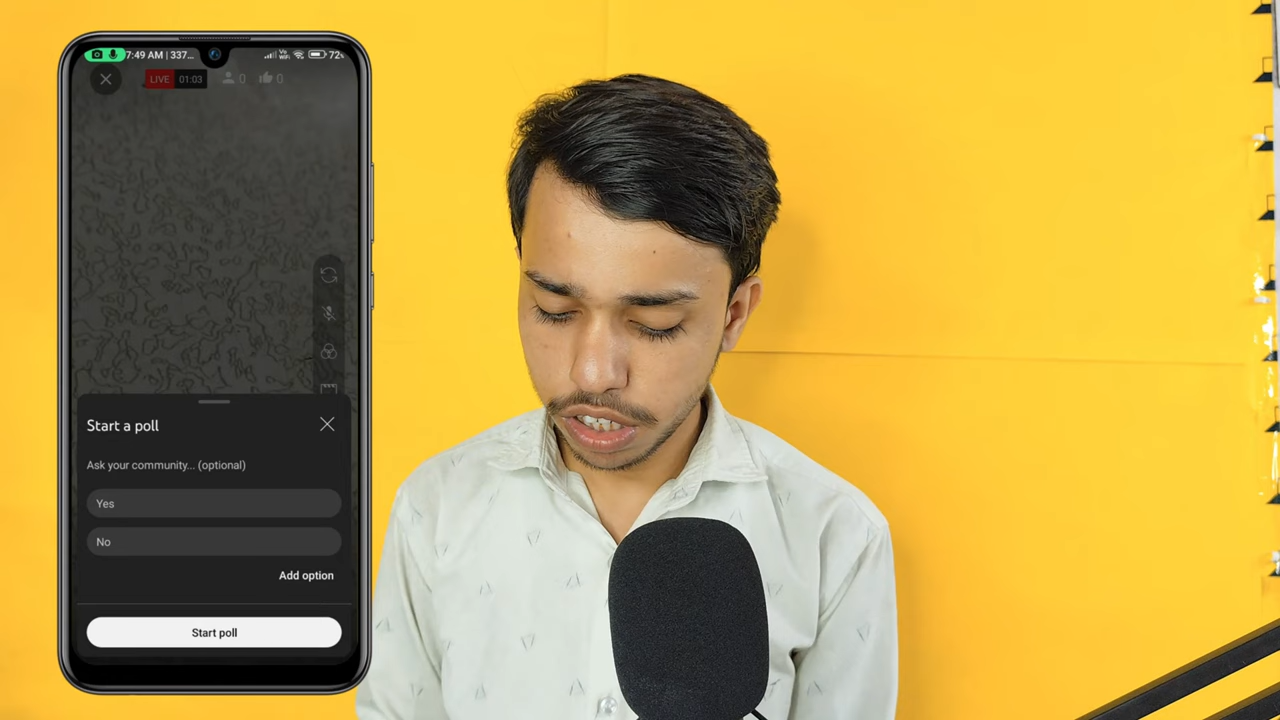 7:49 AM | 337... 72
LIVE 01:03 0 0
Start a poll
Ask your community... (optional)
Yes
No
Add option
Start poll